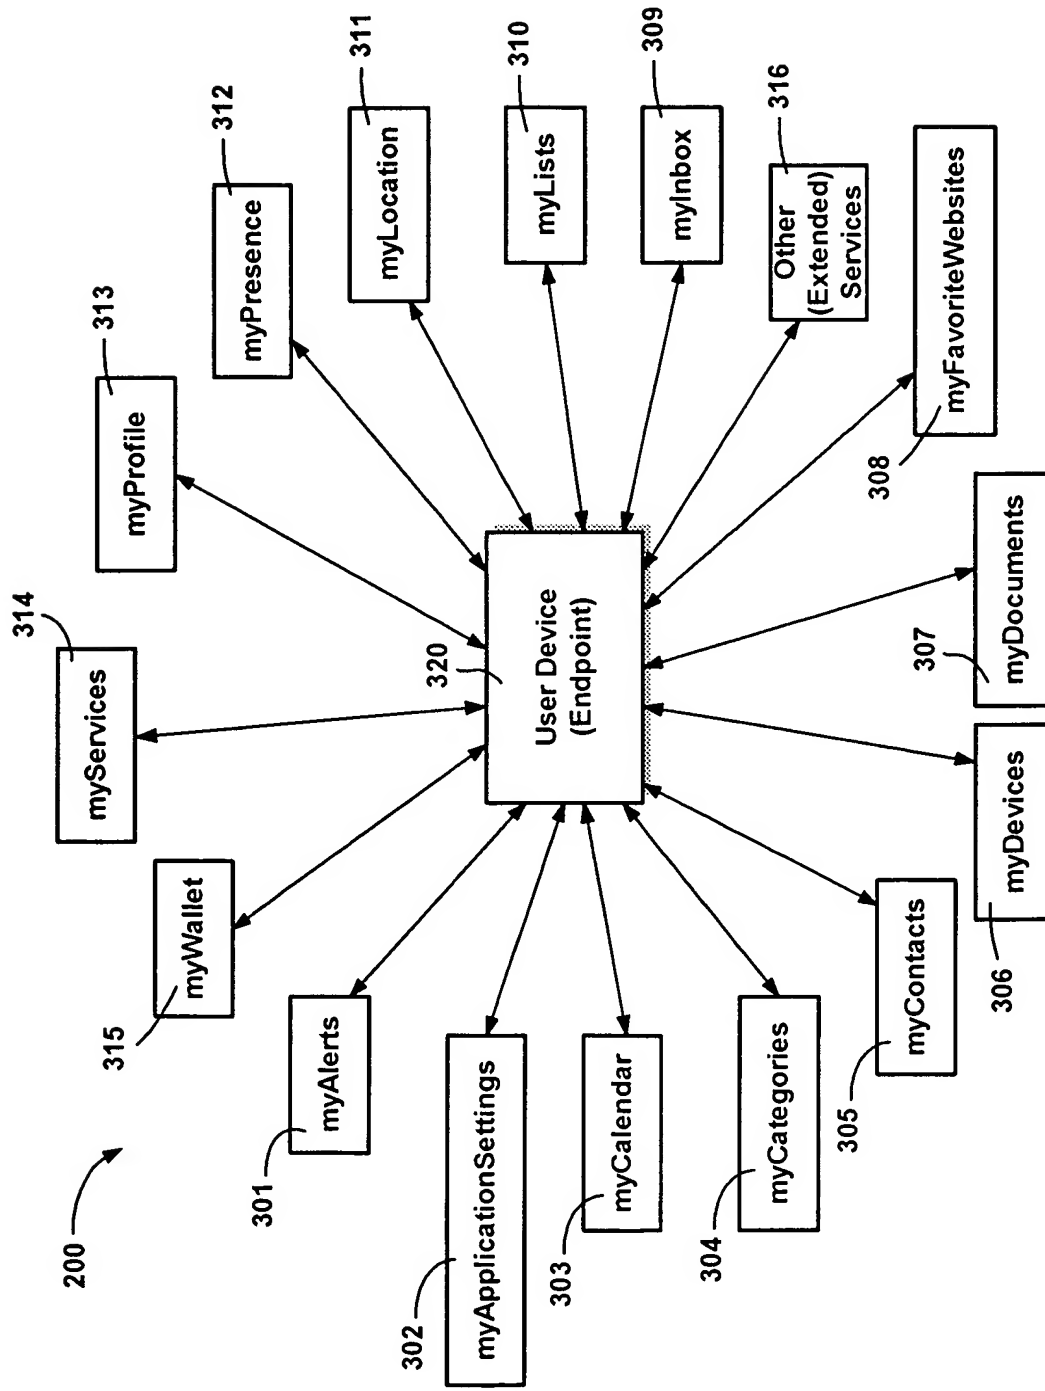 200
myWallet
315
myServices
314
myProfile
313
myPresence
312
myLocation
311
myLists
310
myInbox
309
Other
(Extended)
Services
316
myFavoriteWebsites
308
myDocuments
307
myDevices
306
myContacts
305
myCategories
304
myCalendar
303
myApplicationSettings
302
myAlerts
301
User Device
(Endpoint)
320